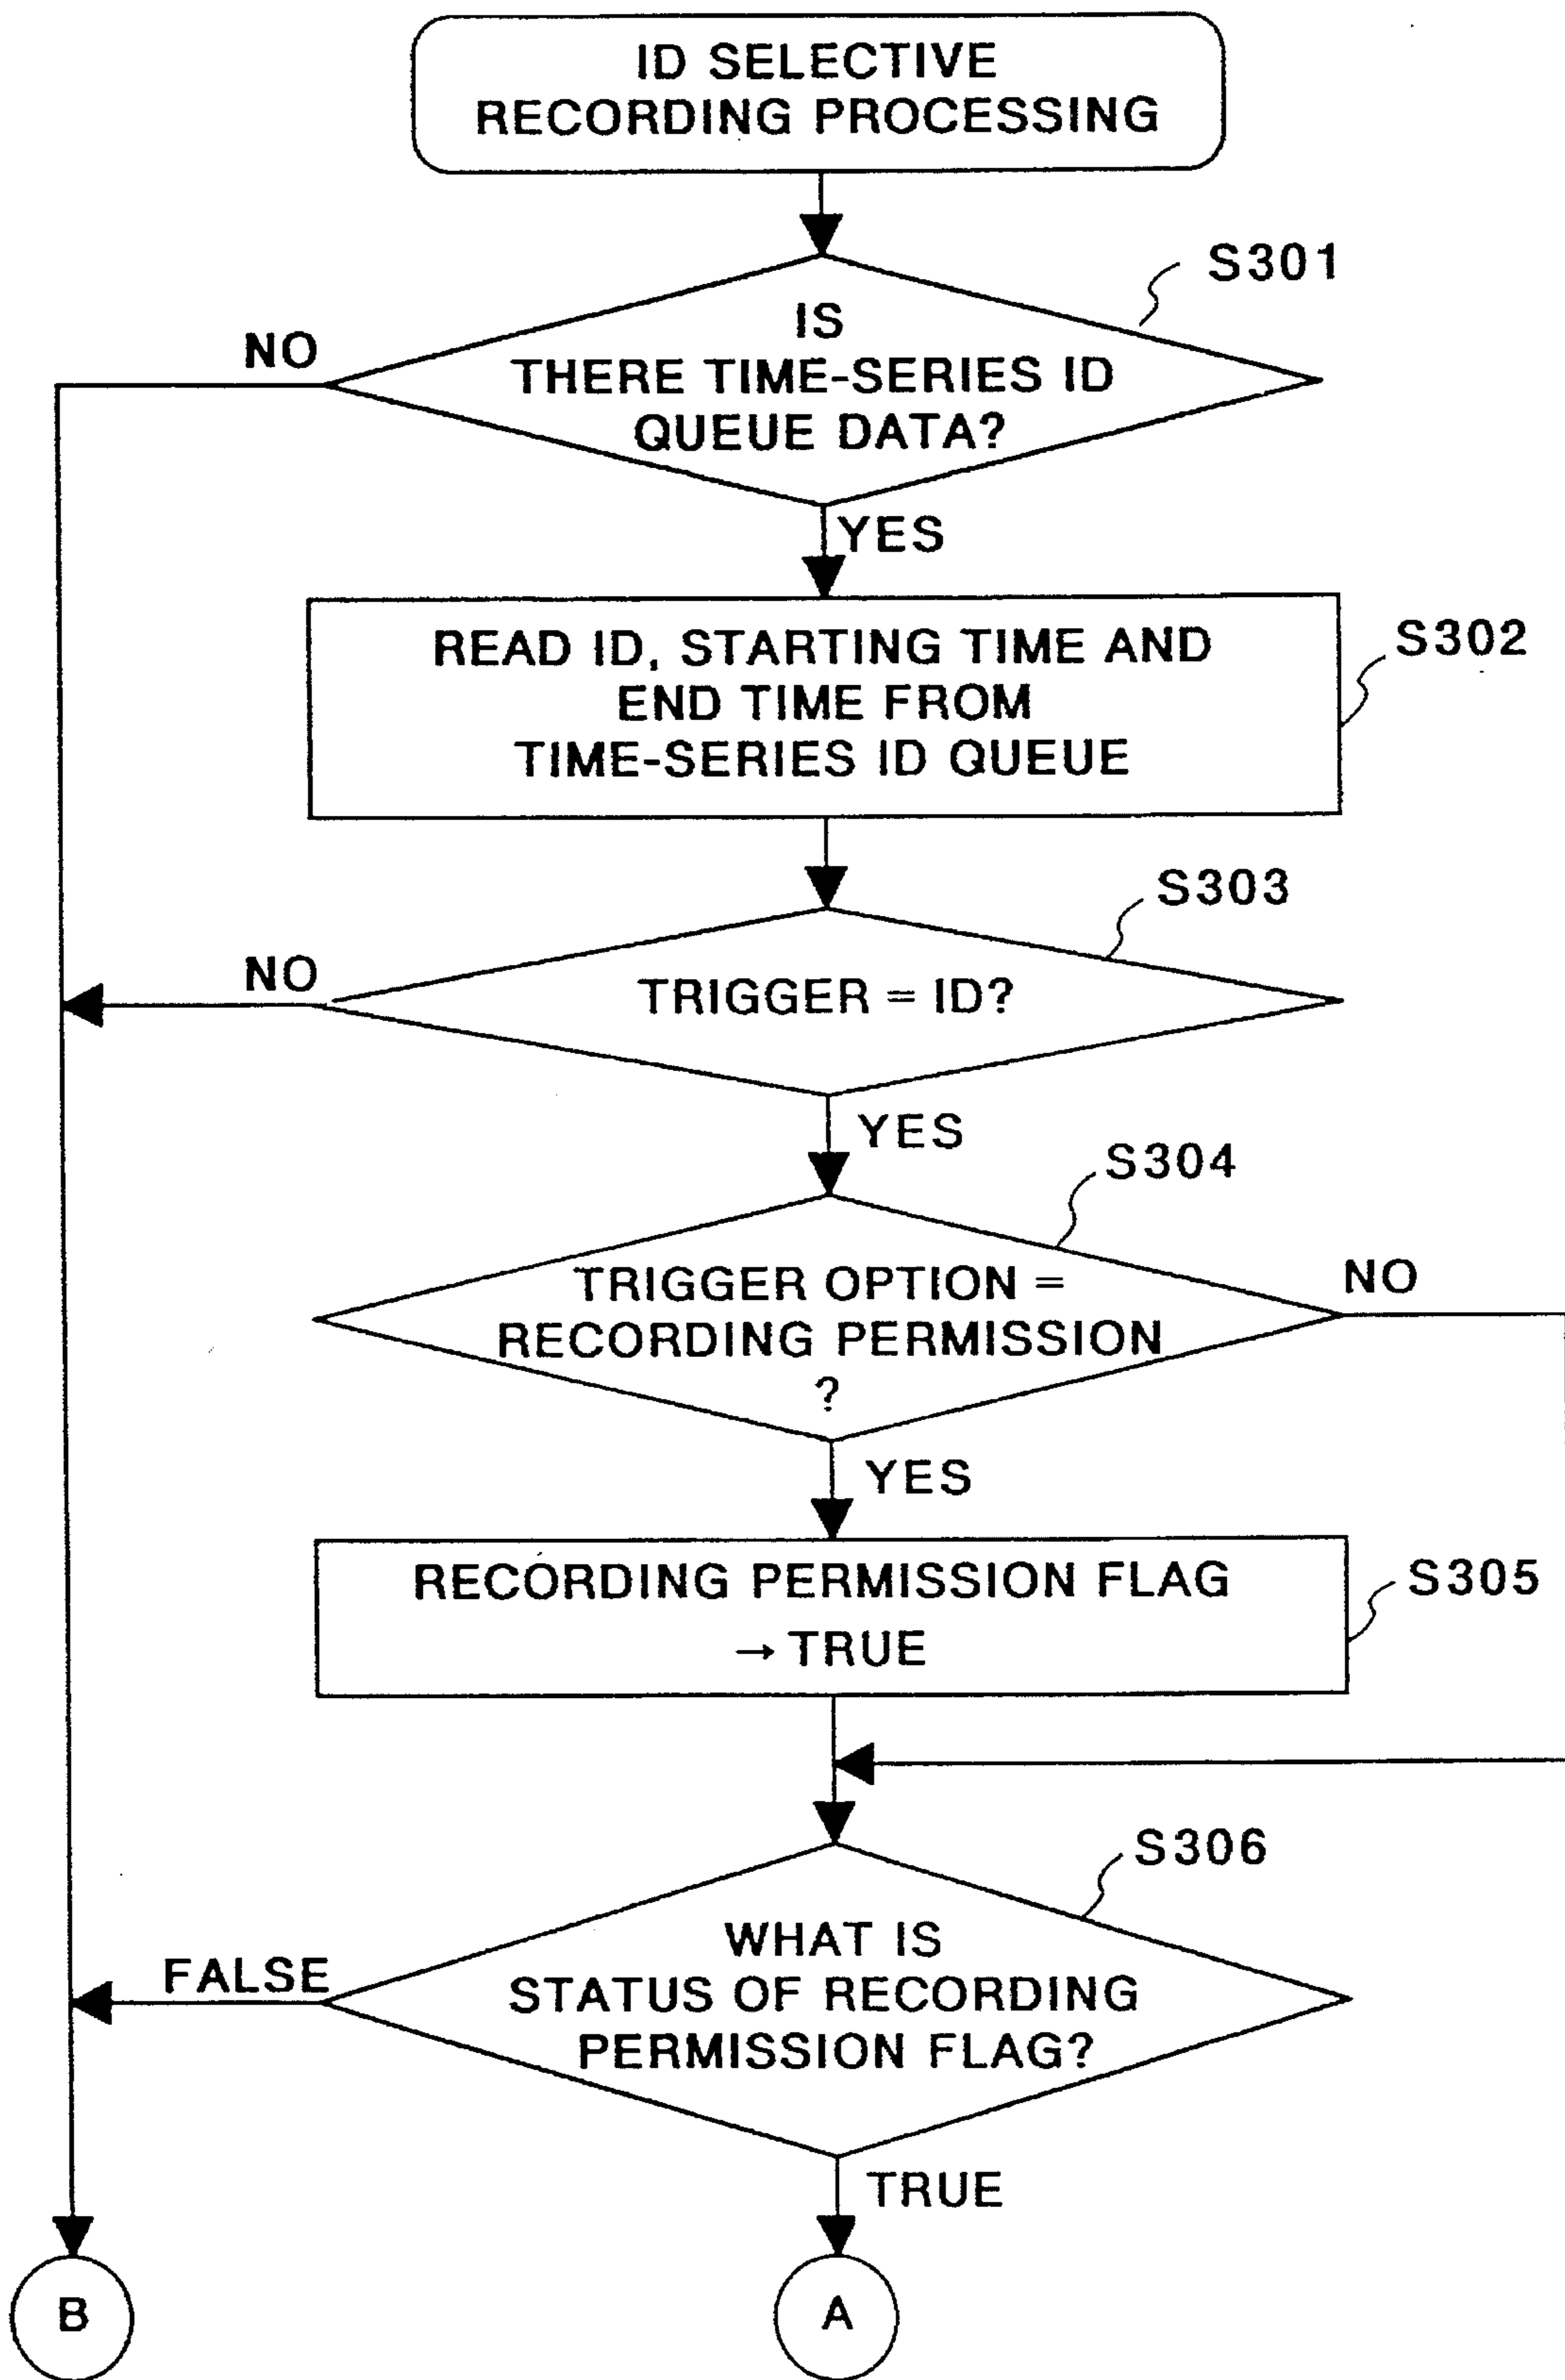 ID SELECTIVE
RECORDING PROCESSING
S301
IS
THERE TIME-SERIES ID
QUEUE DATA?
NO
YES
READ ID, STARTING TIME AND
END TIME FROM
TIME-SERIES ID QUEUE
S302
S303
NO
TRIGGER = ID?
YES
S304
TRIGGER OPTION =
RECORDING PERMISSION
?
NO
YES
RECORDING PERMISSION FLAG
→ TRUE
S305
S306
WHAT IS
STATUS OF RECORDING
PERMISSION FLAG?
FALSE
TRUE
B
A